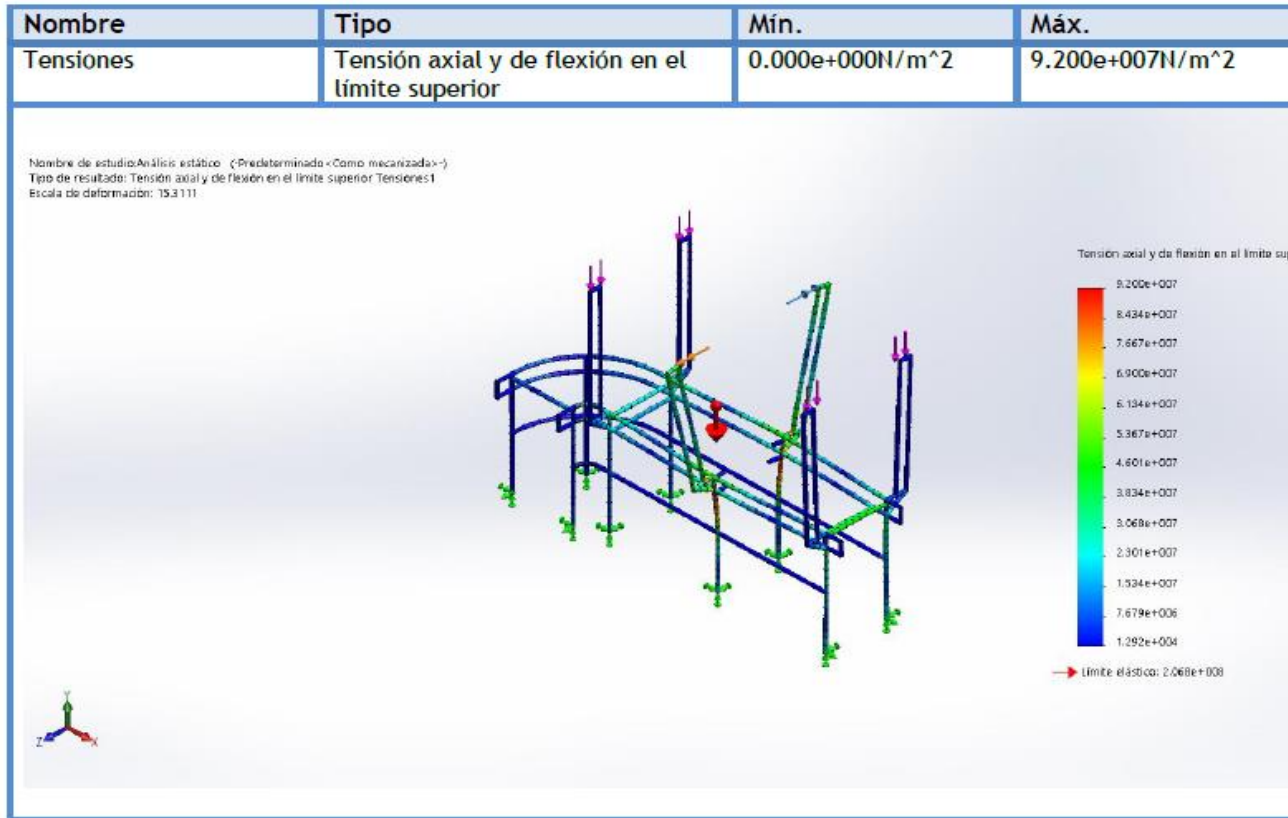 Nombre Tipo Mín. Máx.
Tensiones Tensión axial y de flexión en el 0.000e+000N/m^2 9.200e+007N/m^2
límite superior
Nombre de estudio:Análisis estático (-Predeterminado<Como mecanizada>-)
Tipo de resultado: Tensión axial y de flexión en el límite superior Tensiones1
Escala de deformación: 15.3111
Tensión axial y de flexión en el límite su
9.200e+007
8.434e+007
7.667e+007
6.900e+007
6.134e+007
5.367e+007
4.601e+007
3.834e+007
3.068e+007
2.301e+007
1.534e+007
7.679e+006
1.292e+004
Límite elástico: 2.068e+008
Y
Z
X